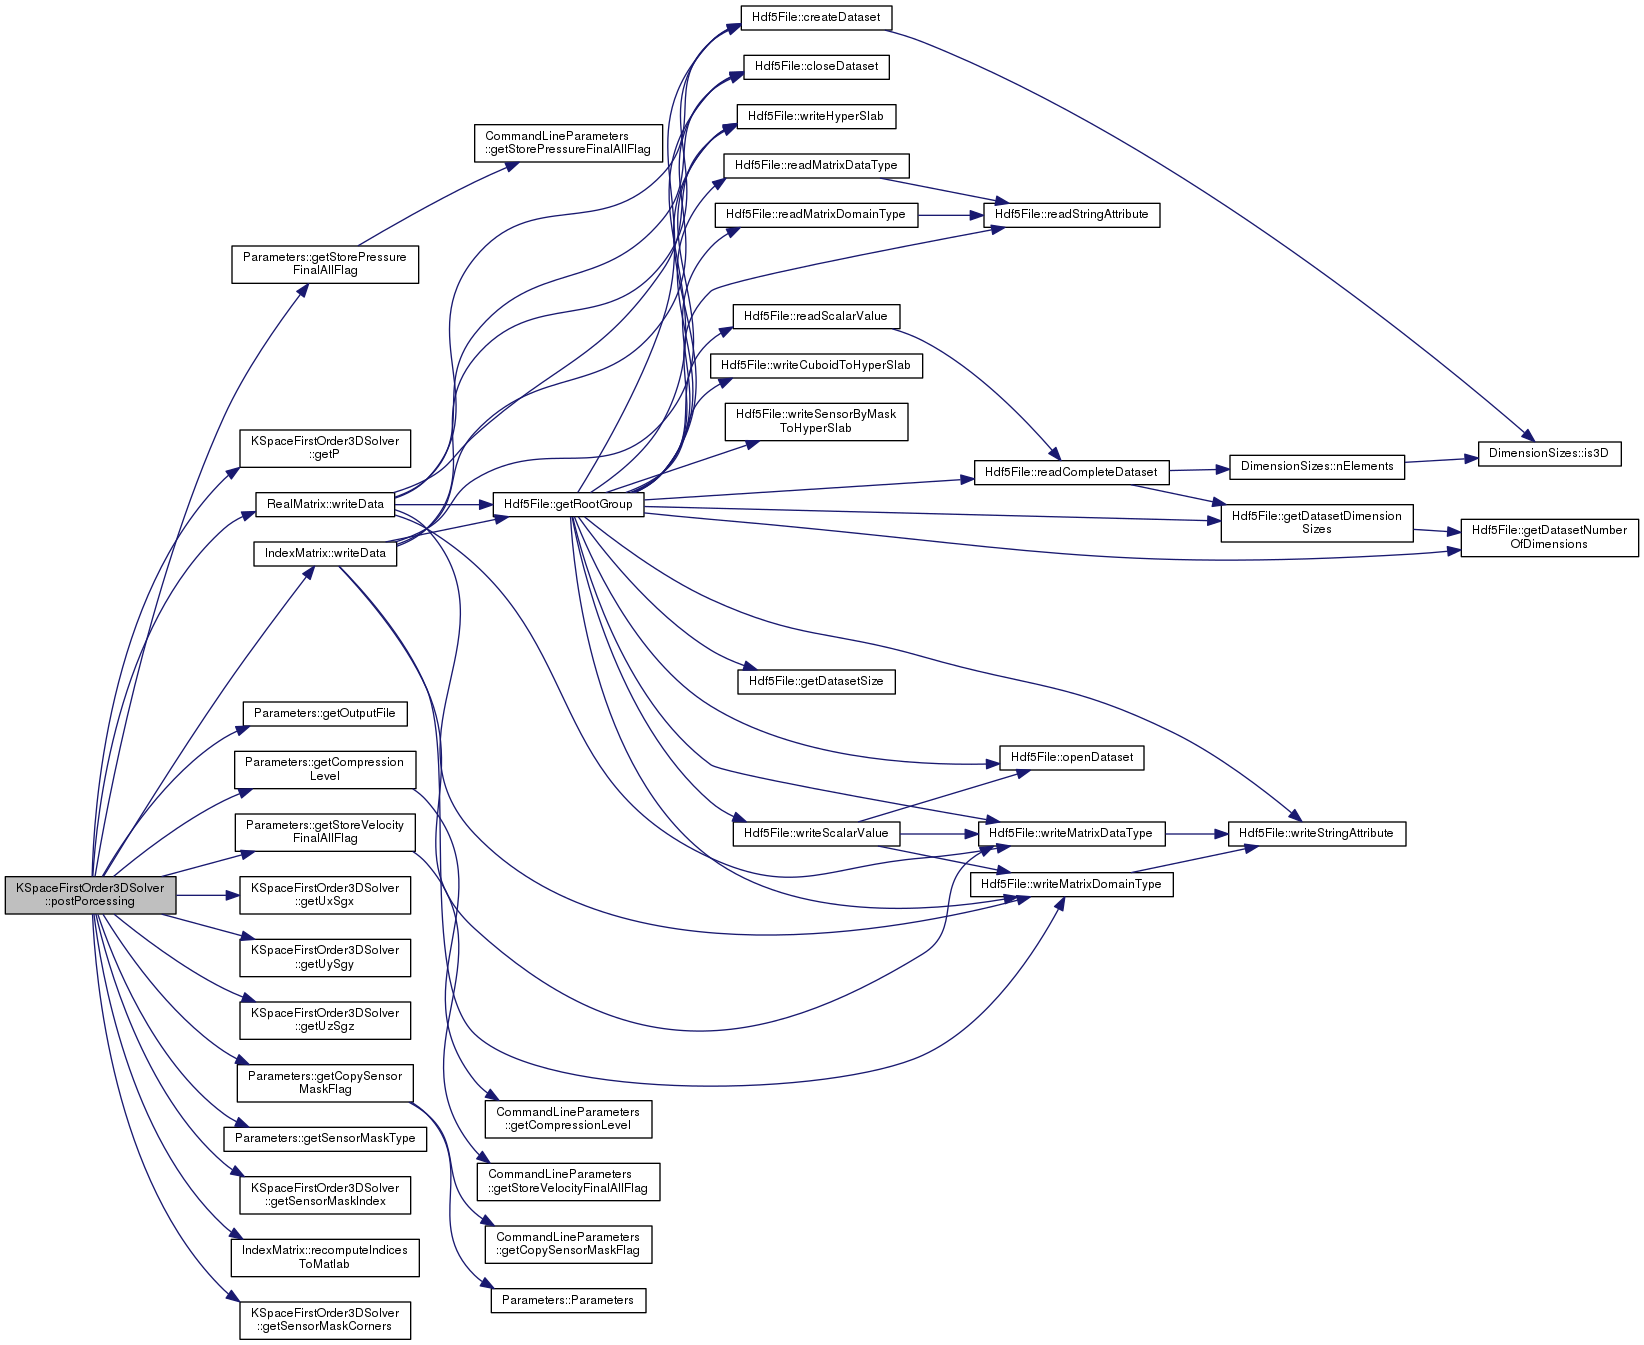 Hdf5File::createDataset
Hdf5File::closeDataset
Hdf5File::writeHyperSlab
CommandLineParameters
::getStorePressureFinalAllFlag
Hdf5File::readMatrixDataType
Hdf5File::readMatrixDomainType
Hdf5File::readStringAttribute
Parameters::getStorePressure
FinalAllFlag
Hdf5File::readScalarValue
Hdf5File::writeCuboidToHyperSlab
Hdf5File::writeSensorByMask
ToHyperSlab
KSpaceFirstOrder3DSolver
::getP
DimensionSizes::is3D
Hdf5File::readCompleteDataset
DimensionSizes::nElements
RealMatrix::writeData
Hdf5File::getRootGroup
Hdf5File::getDatasetDimension
Sizes
Hdf5File::getDatasetNumber
OfDimensions
IndexMatrix::writeData
Hdf5File::getDatasetSize
Parameters::getOutputFile
Parameters::getCompression
Level
Hdf5File::openDataset
Parameters::getStoreVelocity
FinalAllFlag
Hdf5File::writeScalarValue
Hdf5File::writeMatrixDataType
Hdf5File::writeStringAttribute
KSpaceFirstOrder3DSolver
::postPorcessing
KSpaceFirstOrder3DSolver
::getUxSgx
Hdf5File::writeMatrixDomainType
KSpaceFirstOrder3DSolver
::getUySgy
KSpaceFirstOrder3DSolver
::getUzSgz
Parameters::getCopySensor
MaskFlag
CommandLineParameters
::getCompressionLevel
Parameters::getSensorMaskType
CommandLineParameters
::getStoreVelocityFinalAllFlag
KSpaceFirstOrder3DSolver
::getSensorMaskIndex
CommandLineParameters
::getCopySensorMaskFlag
IndexMatrix::recomputeIndices
ToMatlab
Parameters::Parameters
KSpaceFirstOrder3DSolver
::getSensorMaskCorners